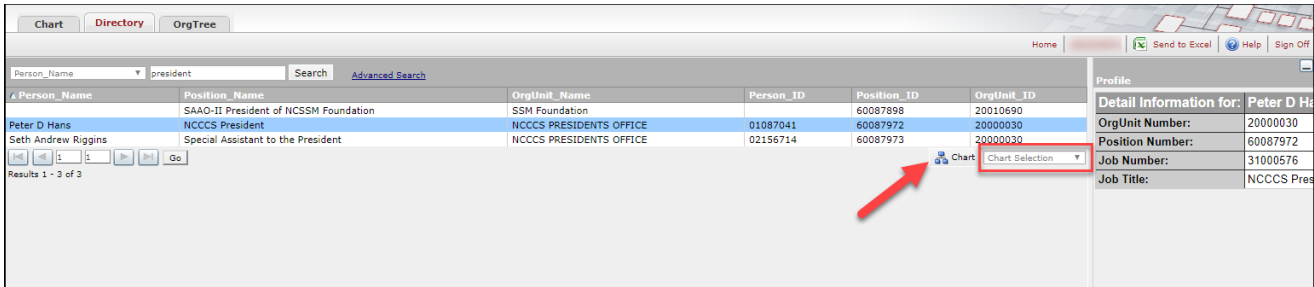 Chart Directory OrgTree
Home Send to Excel Help Sign Off
Person_Name president Search Advanced Search
Profile
Person_Name Position_Name OrgUnit_Name Person_ID Position_ID OrgUnit_ID
SAAO-II President of NCSSM Foundation SSM Foundation 60087898 20010690
Peter D Hans NCCCS President NCCCS PRESIDENTS OFFICE 01087041 60087972 20000030
Seth Andrew Riggins Special Assistant to the President NCCCS PRESIDENTS OFFICE 02156714 60087973 20000030
1 1 Go Chart Chart Selection
Results 1 - 3 of 3
Detail Information for: Peter D Ha
OrgUnit Number: 20000030
Position Number: 60087972
Job Number: 31000576
Job Title: NCCCS Pres